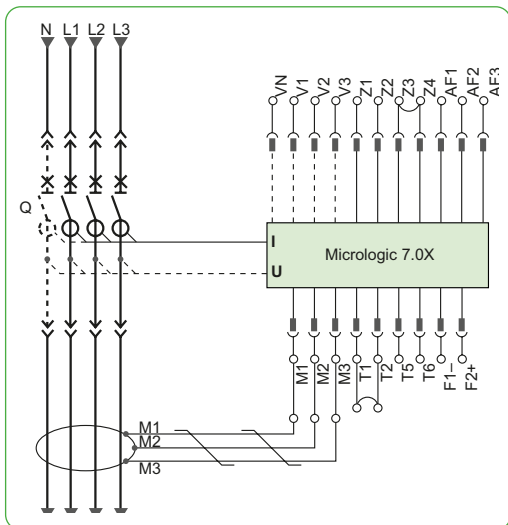 N L1 L2 L3
VN V1 V2 V3 Z1 Z2 Z3 Z4 AF1 AF2 AF3
Q
I
Micrologic 7.0X
U
M1 M2 M3 T1 T2 T5 T6 F1– F2+
M1
M2
M3